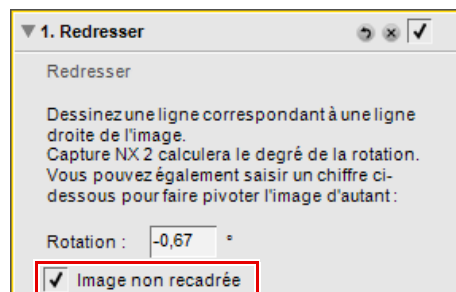 1. Redresser
Redresser
Dessinez une ligne correspondant à une ligne
droite de l'image.
Capture NX 2 calculera le degré de la rotation.
Vous pouvez également saisir un chiffre ci-
dessous pour faire pivoter l'image d'autant :
Rotation : -0,67 °
Image non recadrée